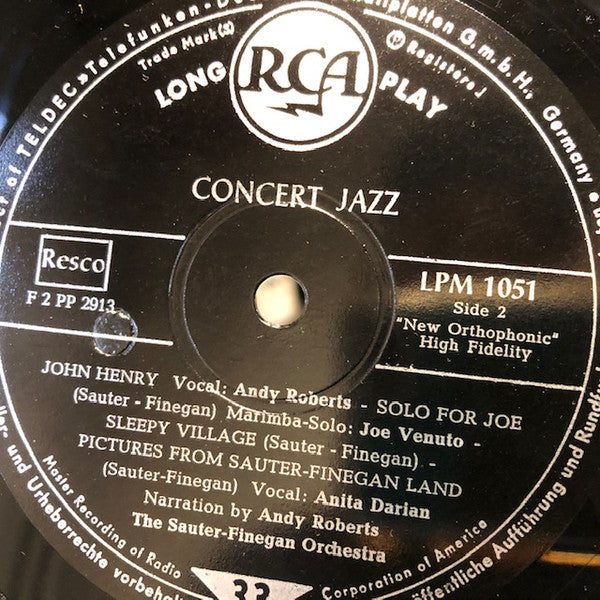 of TELDEC »Telefunken-D
allplatten G.m.b.H., Germany
Trade Mark(s)
Registered
LONG
RCA
PLAY
CONCERT JAZZ
Resco
F 2 PP 2913
LPM 1051
Side 2
"New Orthophonic"
High Fidelity
JOHN HENRY Vocal: Andy Roberts - SOLO FOR JOE
(Sauter - Finegan) Marimba-Solo: Joe Venuto -
SLEEPY VILLAGE (Sauter - Finegan) -
PICTURES FROM SAUTER-FINEGAN LAND
(Sauter-Finegan) Vocal: Anita Darian
Narration by Andy Roberts
The Sauter-Finegan Orchestra
Master Recording of Radio
Corporation of America
33
ller- und Urheberrechte vorbehal
öffentliche Aufführung und Rundfu